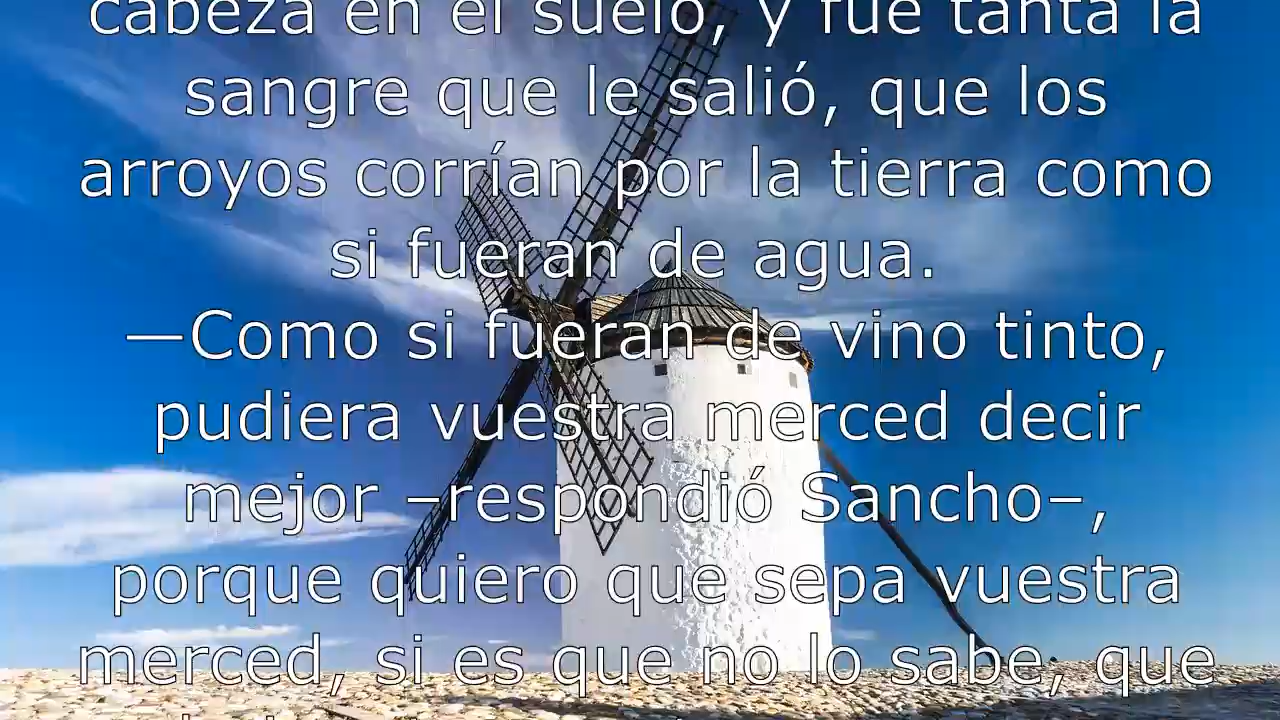 cabeza en el suelo, y fue tanta la
sangre que le salió, que los
arroyos corrían por la tierra como
si fueran de agua.
—Como si fueran de vino tinto,
pudiera vuestra merced decir
mejor –respondió Sancho–,
porque quiero que sepa vuestra
merced, si es que no lo sabe, que